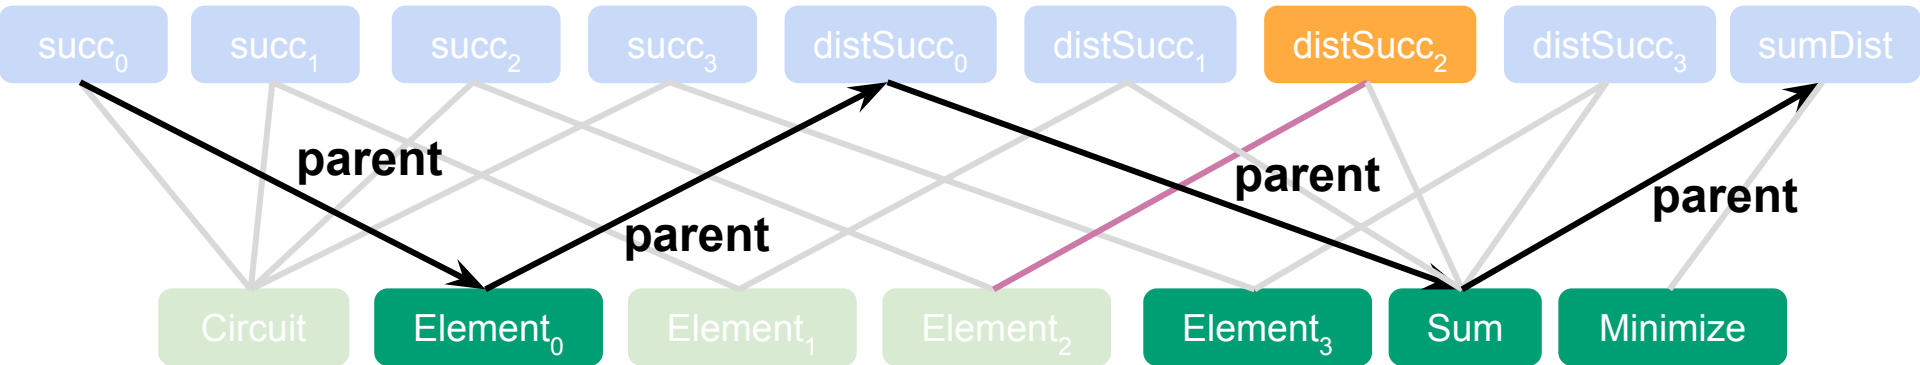 succ₀ succ₁ succ₂ succ₃ distSucc₀ distSucc₁ distSucc₂ distSucc₃ sumDist
parent
parent
parent
parent
Circuit Element₀ Element₁ Element₂ Element₃ Sum Minimize